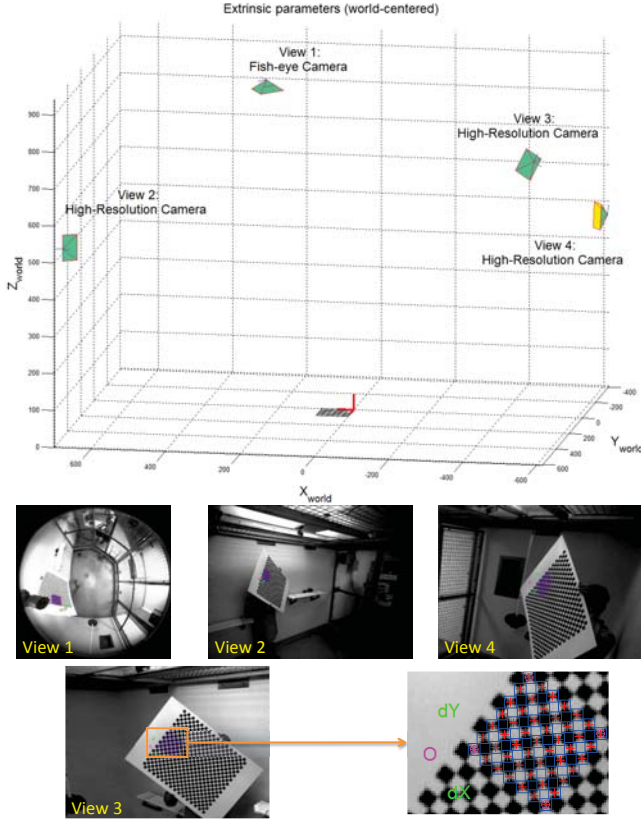 Extrinsic parameters (world-centered)
View 1:
Fish-eye Camera
View 3:
High-Resolution Camera
View 2:
High-Resolution Camera
View 4:
High-Resolution Camera
900
800
700
600
500
400
300
200
100
0
Z_world
600
400
200
0
-200
-400
-600
X_world
-400
-200
0
200
400
600
Y_world
View 1
View 2
View 4
View 3
dY
O
dX